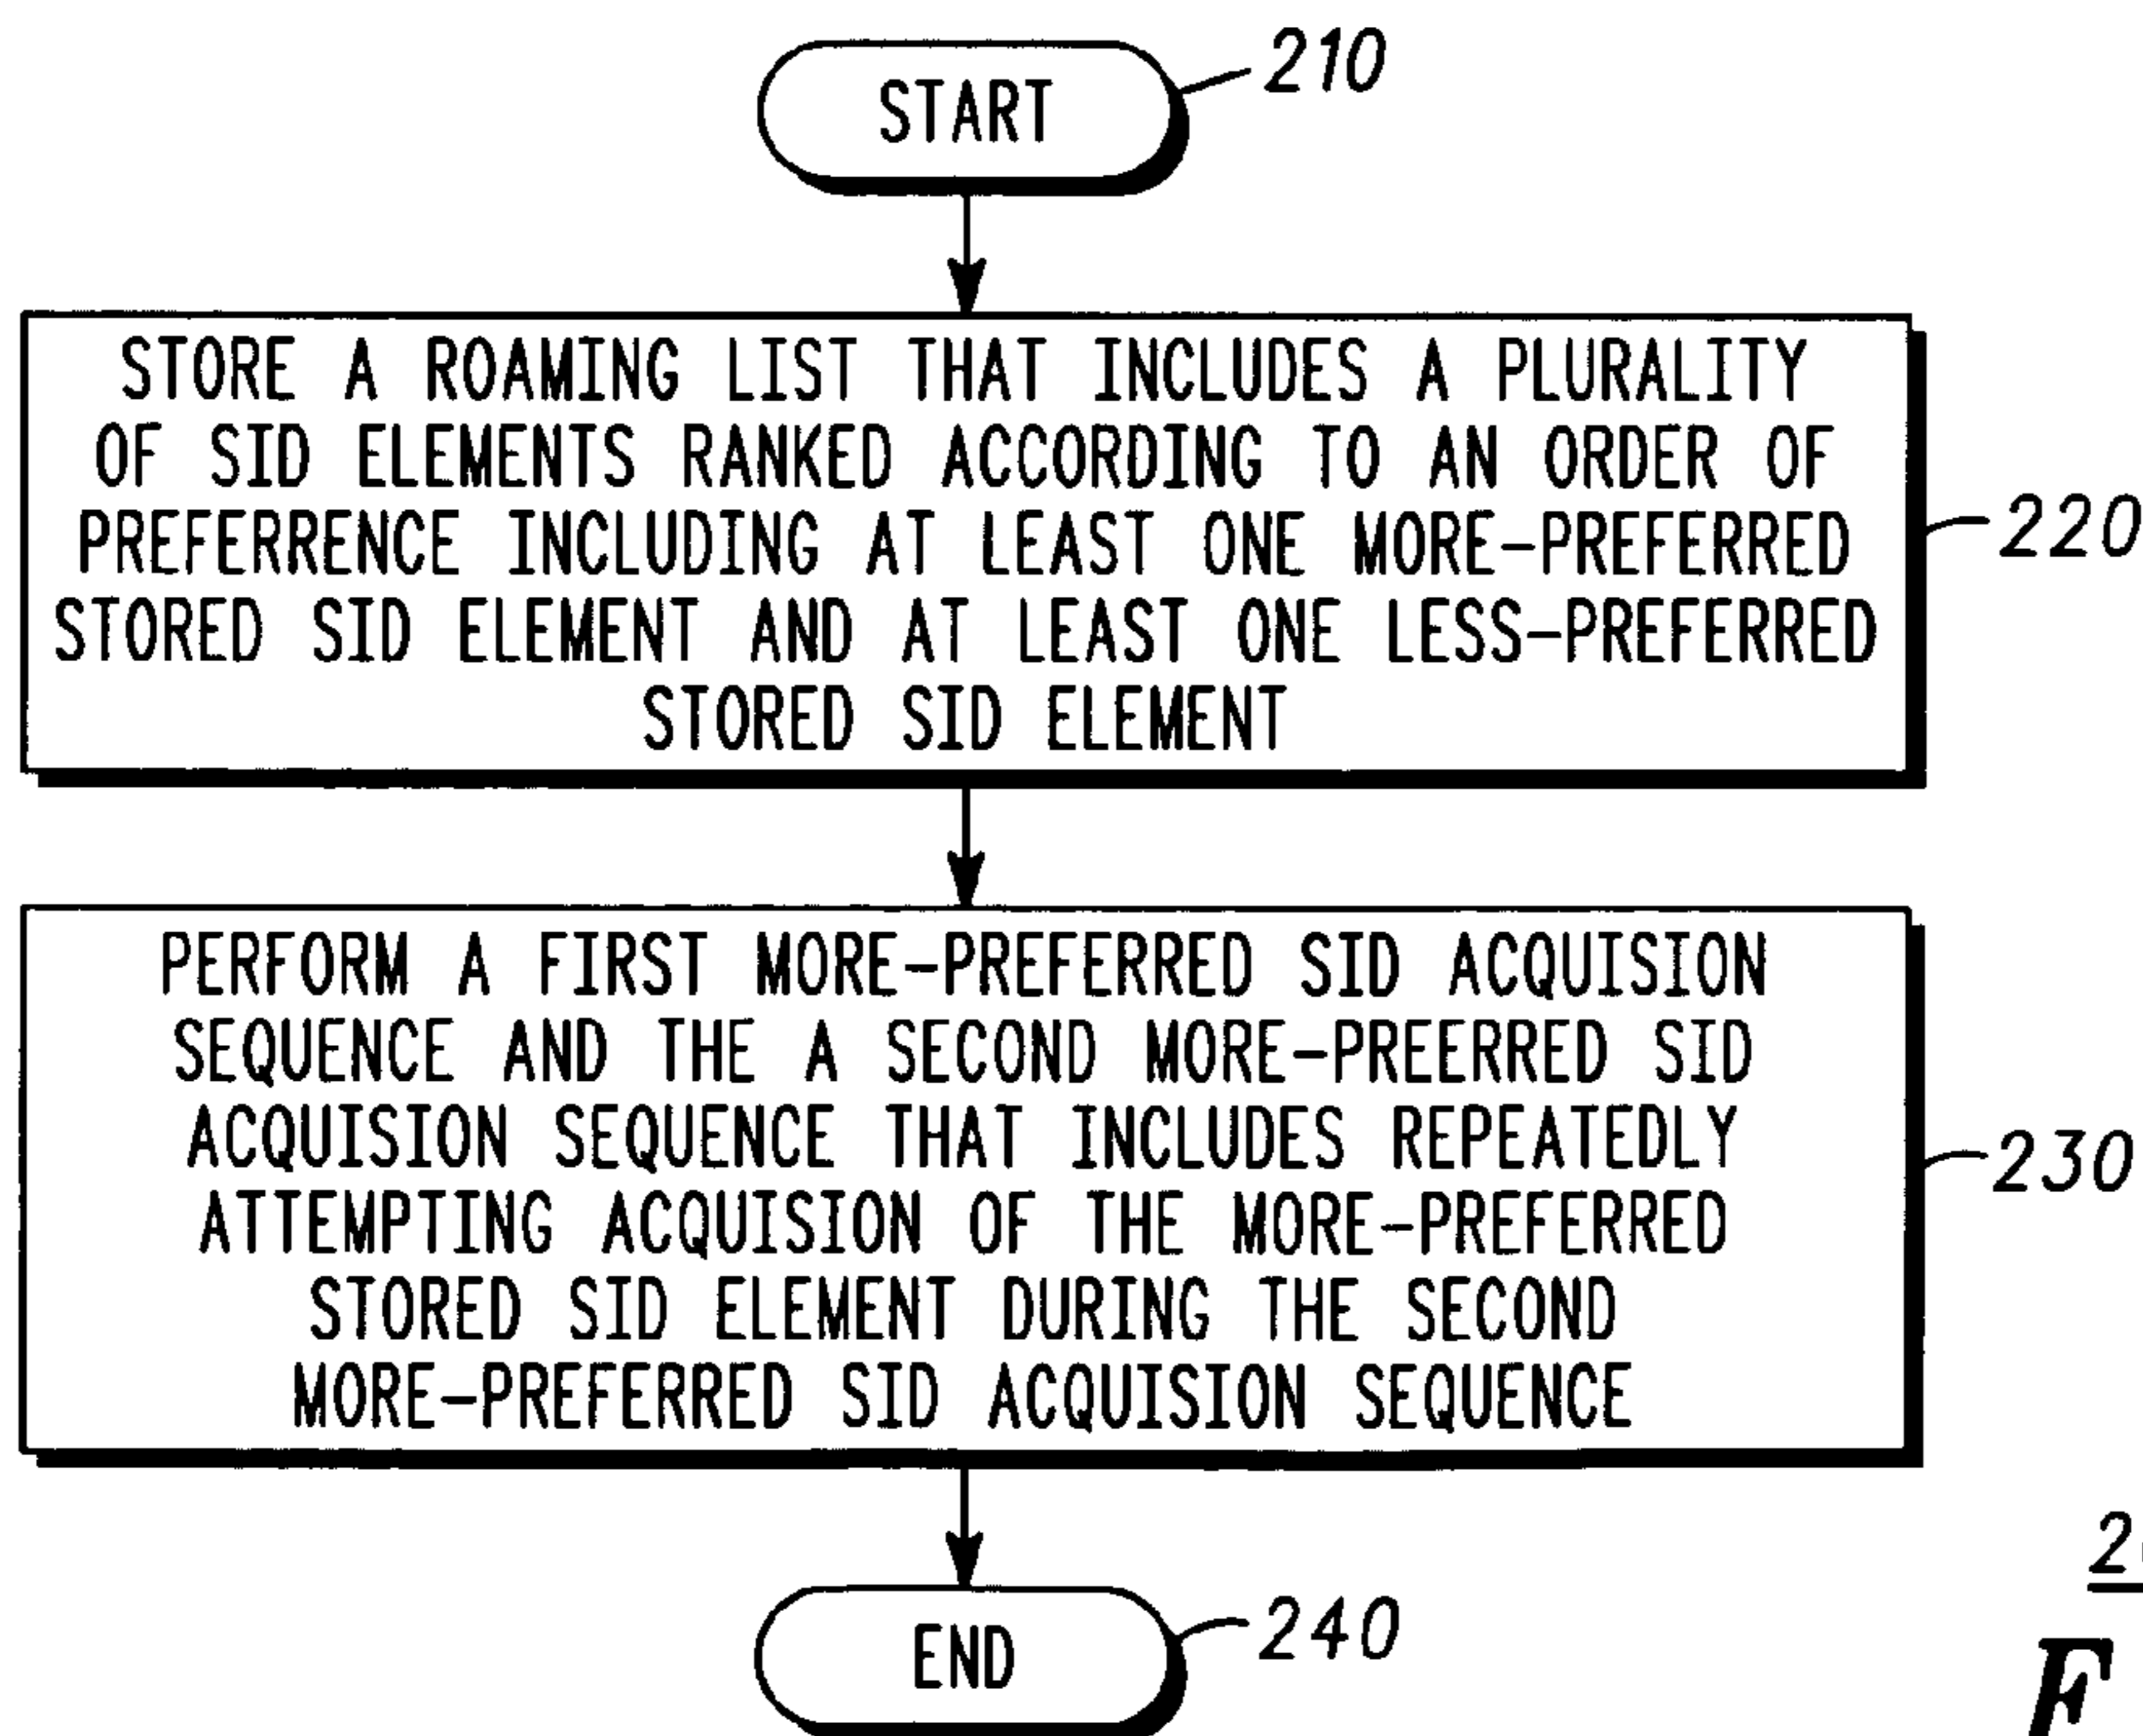 START
210
STORE A ROAMING LIST THAT INCLUDES A PLURALITY
OF SID ELEMENTS RANKED ACCORDING TO AN ORDER OF
PREFERRENCE INCLUDING AT LEAST ONE MORE-PREFERRED
STORED SID ELEMENT AND AT LEAST ONE LESS-PREFERRED
STORED SID ELEMENT
220
PERFORM A FIRST MORE-PREFERRED SID ACQUISION
SEQUENCE AND THE A SECOND MORE-PREERRED SID
ACQUISION SEQUENCE THAT INCLUDES REPEATEDLY
ATTEMPTING ACQUISION OF THE MORE-PREFERRED
STORED SID ELEMENT DURING THE SECOND
MORE-PREFERRED SID ACQUISION SEQUENCE
230
END
240